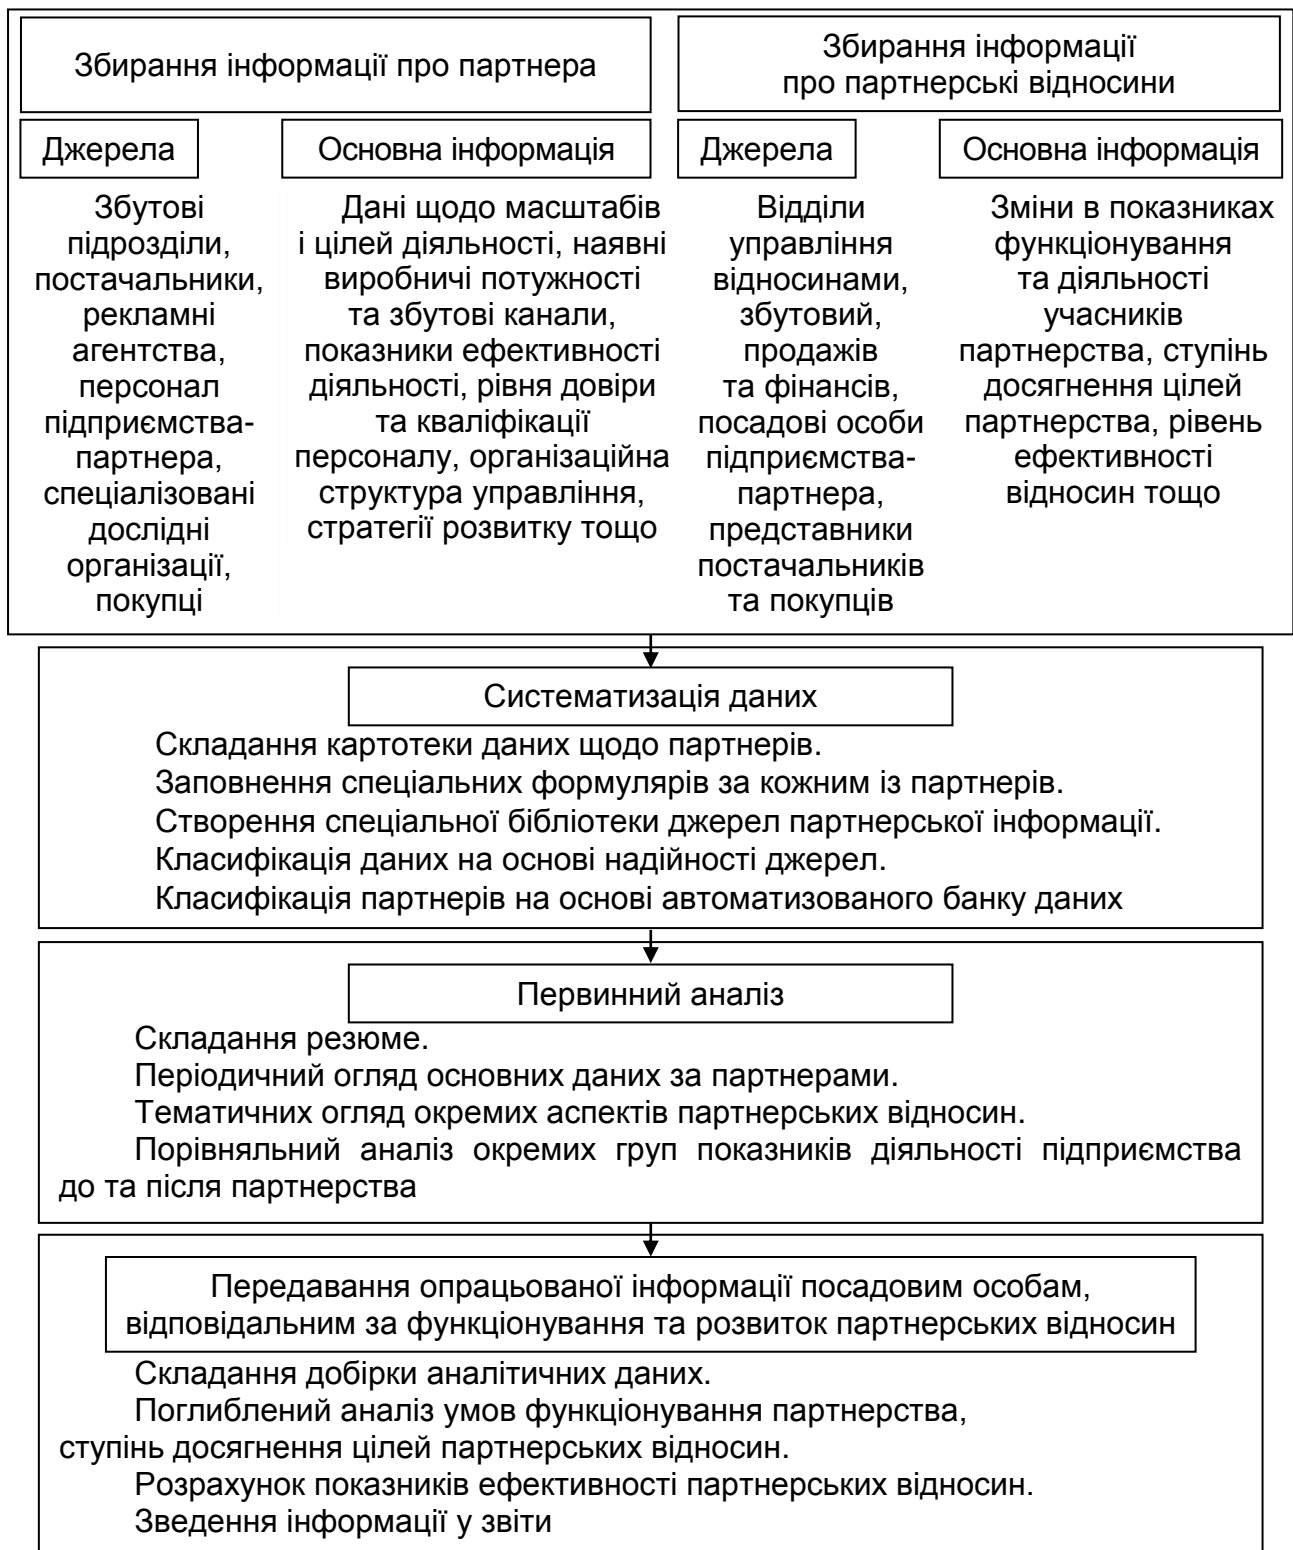 Збирання інформації про партнера
Збирання інформації
про партнерські відносини
Джерела
Збутові
підрозділи,
постачальники,
рекламні
агентства,
персонал
підприємства-
партнера,
спеціалізовані
дослідні
організації,
покупці
Основна інформація
Дані щодо масштабів
і цілей діяльності, наявні
виробничі потужності
та збутові канали,
показники ефективності
діяльності, рівня довіри
та кваліфікації
персоналу, організаційна
структура управління,
стратегії розвитку тощо
Джерела
Відділи
управління
відносинами,
збутовий,
продажів
та фінансів,
посадові особи
підприємства-
партнера,
представники
постачальників
та покупців
Основна інформація
Зміни в показниках
функціонування
та діяльності
учасників
партнерства, ступінь
досягнення цілей
партнерства, рівень
ефективності
відносин тощо
Систематизація даних
Складання картотеки даних щодо партнерів.
Заповнення спеціальних формулярів за кожним із партнерів.
Створення спеціальної бібліотеки джерел партнерської інформації.
Класифікація даних на основі надійності джерел.
Класифікація партнерів на основі автоматизованого банку даних
Первинний аналіз
Складання резюме.
Періодичний огляд основних даних за партнерами.
Тематичних огляд окремих аспектів партнерських відносин.
Порівняльний аналіз окремих груп показників діяльності підприємства
до та після партнерства
Передавання опрацьованої інформації посадовим особам,
відповідальним за функціонування та розвиток партнерських відносин
Складання добірки аналітичних даних.
Поглиблений аналіз умов функціонування партнерства,
ступінь досягнення цілей партнерських відносин.
Розрахунок показників ефективності партнерських відносин.
Зведення інформації у звіти